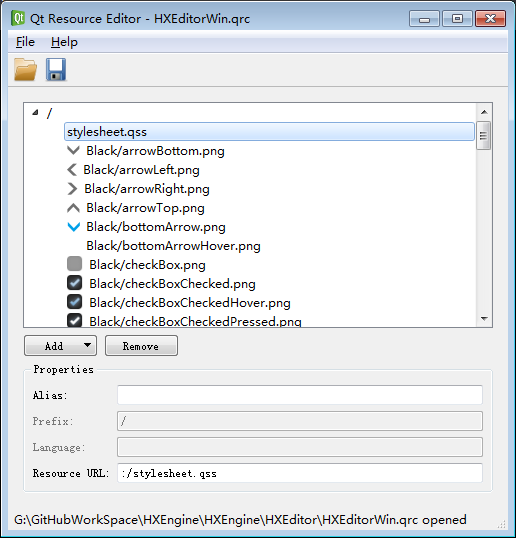 Qt Resource Editor - HXEditorWin.qrc
File Help
/
stylesheet.qss
Black/arrowBottom.png
Black/arrowLeft.png
Black/arrowRight.png
Black/arrowTop.png
Black/bottomArrow.png
Black/bottomArrowHover.png
Black/checkBox.png
Black/checkBoxChecked.png
Black/checkBoxCheckedHover.png
Black/checkBoxCheckedPressed.png
Add Remove
Properties
Alias:
Prefix: /
Language:
Resource URL: :/stylesheet.qss
G:\GitHubWorkSpace\HXEngine\HXEngine\HXEditor\HXEditorWin.qrc opened